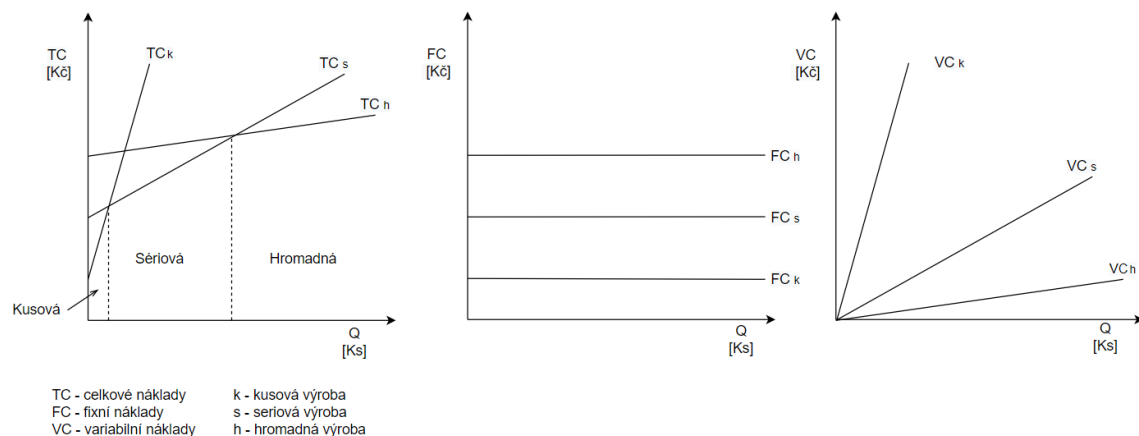 TC
[Kč]
TC k
TC s
TC h
Sériová
Hromadná
Kusová
Q
[Ks]
FC
[Kč]
FC h
FC s
FC k
Q
[Ks]
VC
[Kč]
VC k
VC s
VC h
Q
[Ks]
TC - celkové náklady
FC - fixní náklady
VC - variabilní náklady
k - kusová výroba
s - seriová výroba
h - hromadná výroba